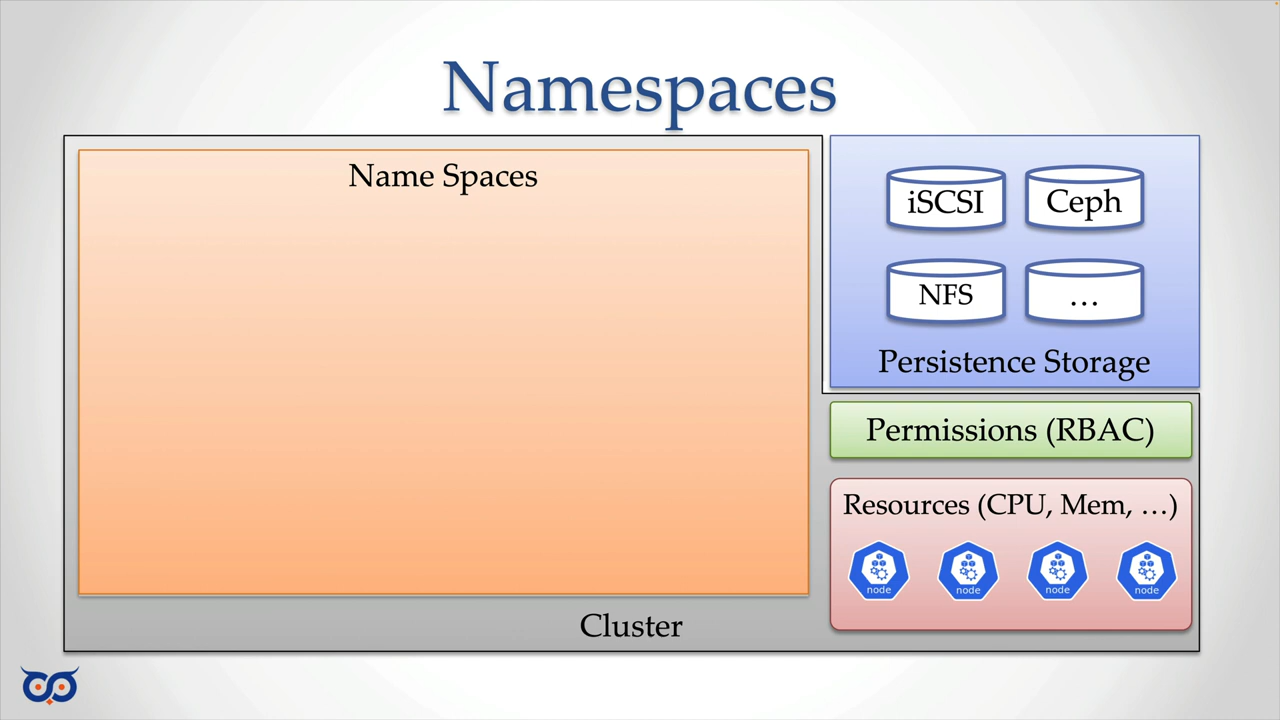 Namespaces
Name Spaces
iSCSI
Ceph
NFS
…
Persistence Storage
Permissions (RBAC)
Resources (CPU, Mem, …)
node
node
node
node
Cluster